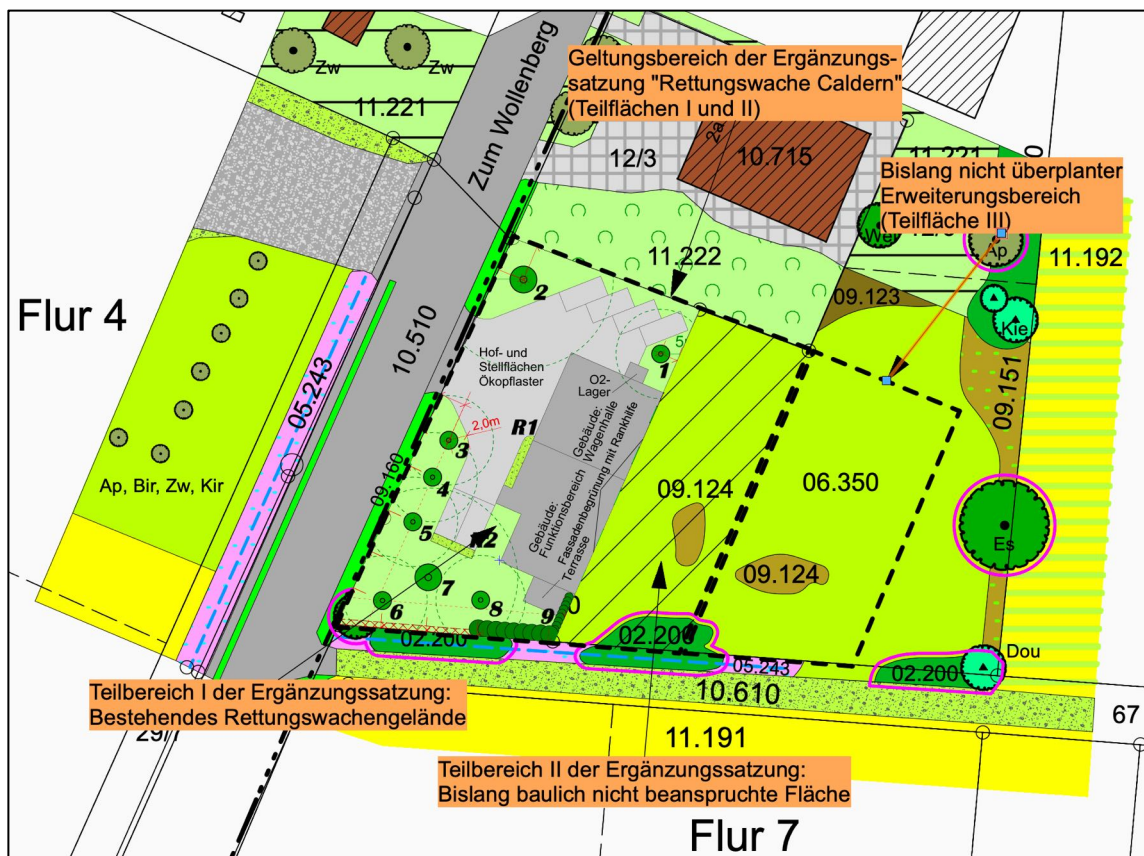 Zw
Zw
11.221
Zum Wollenberg
Geltungsbereich der Ergänzungs-
satzung "Rettungswache Caldern"
(Teilflächen I und II)
2a
12/3
10.715
11.221
Bislang nicht überplanter
Erweiterungsbereich
(Teilfläche III)
We
Ap
11.192
11.222
09.123
Kie
Flur 4
10.510
05.243
2
Hof- und
Stellflächen
Ökopflaster
1
O2-
Lager
Gebäude:
Wagenhalle
09.151
R1
2,0m
3
4
5
09.160
Gebäude:
Funktionsbereich
Fassadenbegrünung mit Rankhilfe
Terrasse
09.124
06.350
Ap, Bir, Zw, Kir
Es
09.124
7
6
8
9
02.200
02.200
05.243
Dou
02.200
10.610
67
Teilbereich I der Ergänzungssatzung:
Bestehendes Rettungswachengelände
29/
11.191
Teilbereich II der Ergänzungssatzung:
Bislang baulich nicht beanspruchte Fläche
Flur 7